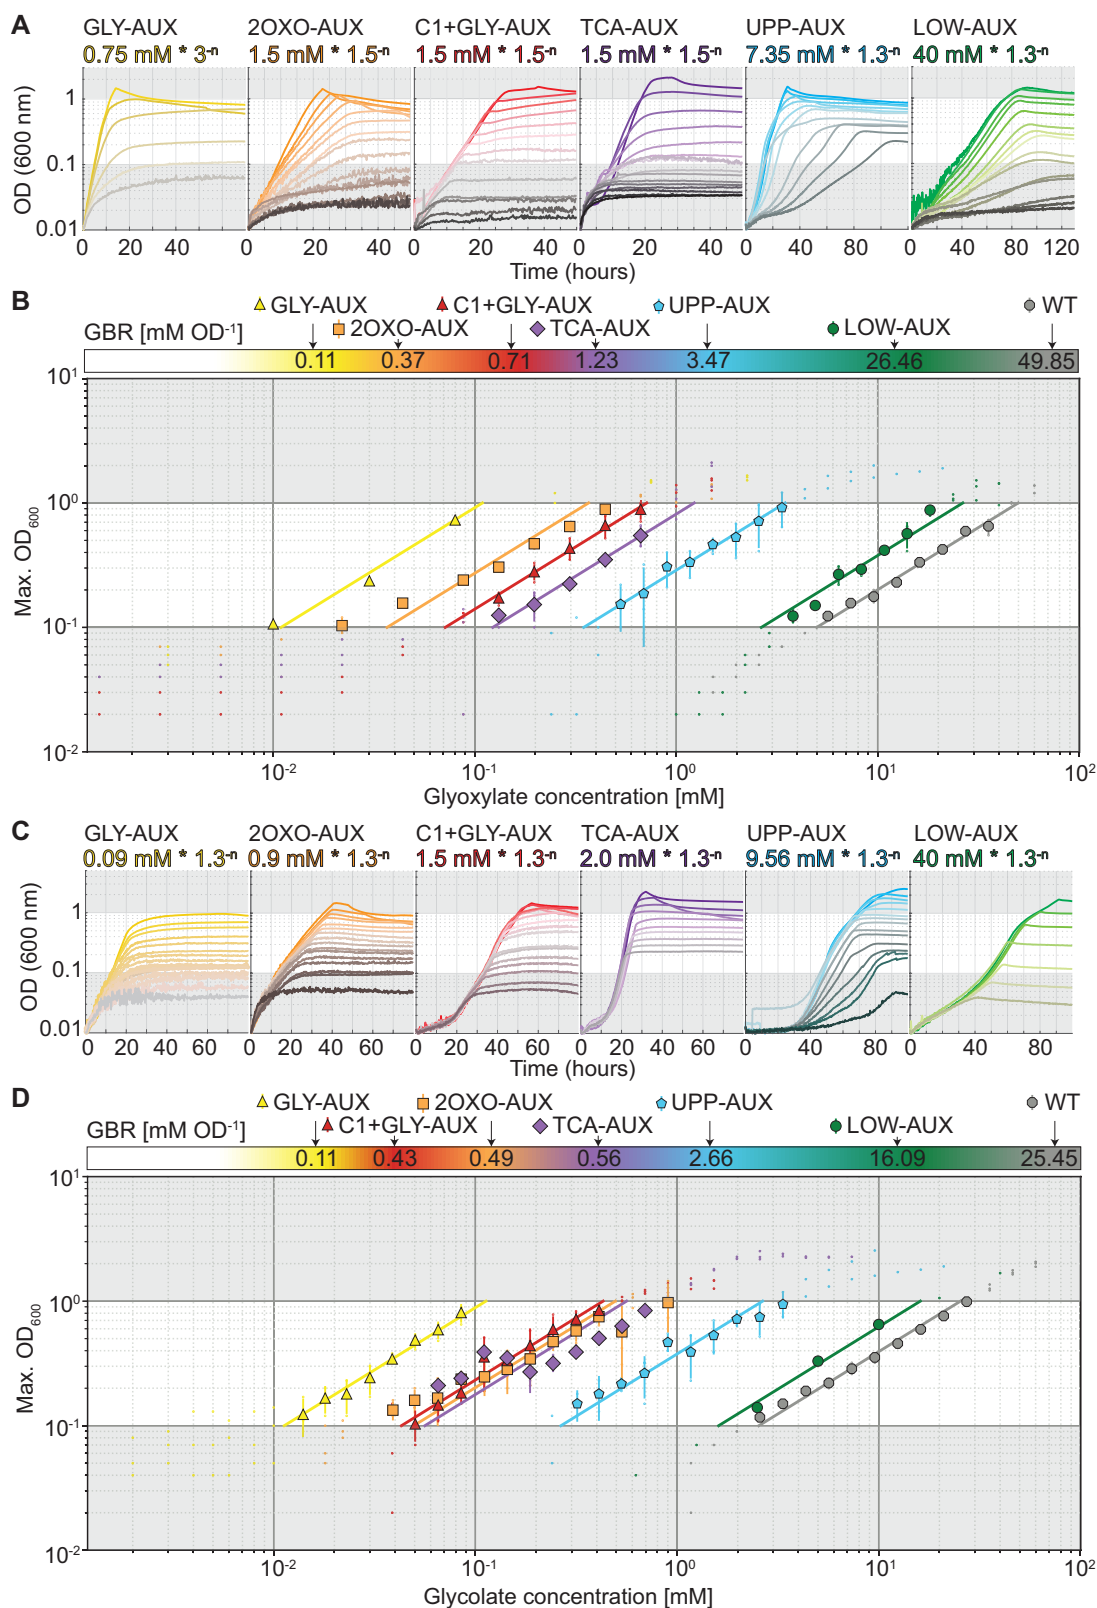 A
GLY-AUX 2OXO-AUX C1+GLY-AUX TCA-AUX UPP-AUX LOW-AUX
0.75 mM * 3⁻ⁿ 1.5 mM * 1.5⁻ⁿ 1.5 mM * 1.5⁻ⁿ 1.5 mM * 1.5⁻ⁿ 7.35 mM * 1.3⁻ⁿ 40 mM * 1.3⁻ⁿ
OD (600 nm)
1
0.1
0.01
0 20 40 0 20 40 0 20 40 0 20 40 0 40 80 0 40 80 120
Time (hours)
B
GLY-AUX C1+GLY-AUX UPP-AUX WT
GBR [mM OD⁻¹] 2OXO-AUX TCA-AUX LOW-AUX
0.11 0.37 0.71 1.23 3.47 26.46 49.85
Max. OD₆₀₀
10¹
10⁰
10⁻¹
10⁻²
10⁻² 10⁻¹ 10⁰ 10¹ 10²
Glyoxylate concentration [mM]
C
GLY-AUX 2OXO-AUX C1+GLY-AUX TCA-AUX UPP-AUX LOW-AUX
0.09 mM * 1.3⁻ⁿ 0.9 mM * 1.3⁻ⁿ 1.5 mM * 1.3⁻ⁿ 2.0 mM * 1.3⁻ⁿ 9.56 mM * 1.3⁻ⁿ 40 mM * 1.3⁻ⁿ
OD (600 nm)
1
0.1
0.01
0 20 40 60 0 20 40 60 0 40 60 0 20 40 60 0 40 80 0 40 80
Time (hours)
D
GLY-AUX 2OXO-AUX UPP-AUX WT
GBR [mM OD⁻¹] C1+GLY-AUX TCA-AUX LOW-AUX
0.11 0.43 0.49 0.56 2.66 16.09 25.45
Max. OD₆₀₀
10¹
10⁰
10⁻¹
10⁻²
10⁻² 10⁻¹ 10⁰ 10¹ 10²
Glycolate concentration [mM]